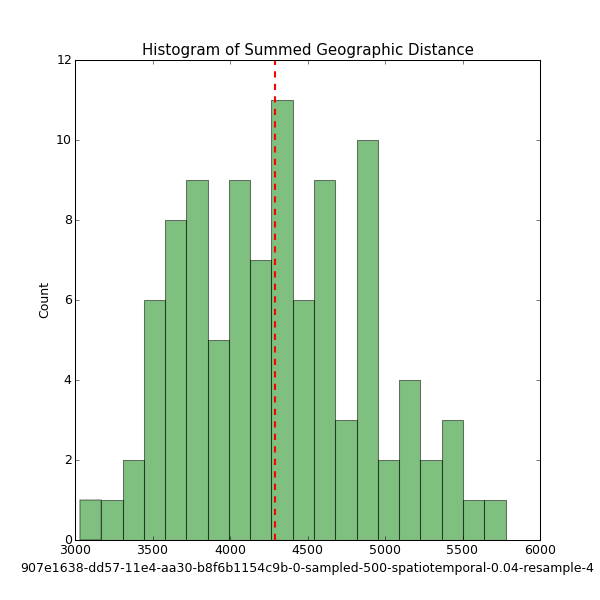 Histogram of Summed Geographic Distance
12
10
8
6
4
2
0
Count
3000 3500 4000 4500 5000 5500 6000
907e1638-dd57-11e4-aa30-b8f6b1154c9b-0-sampled-500-spatiotemporal-0.04-resample-4